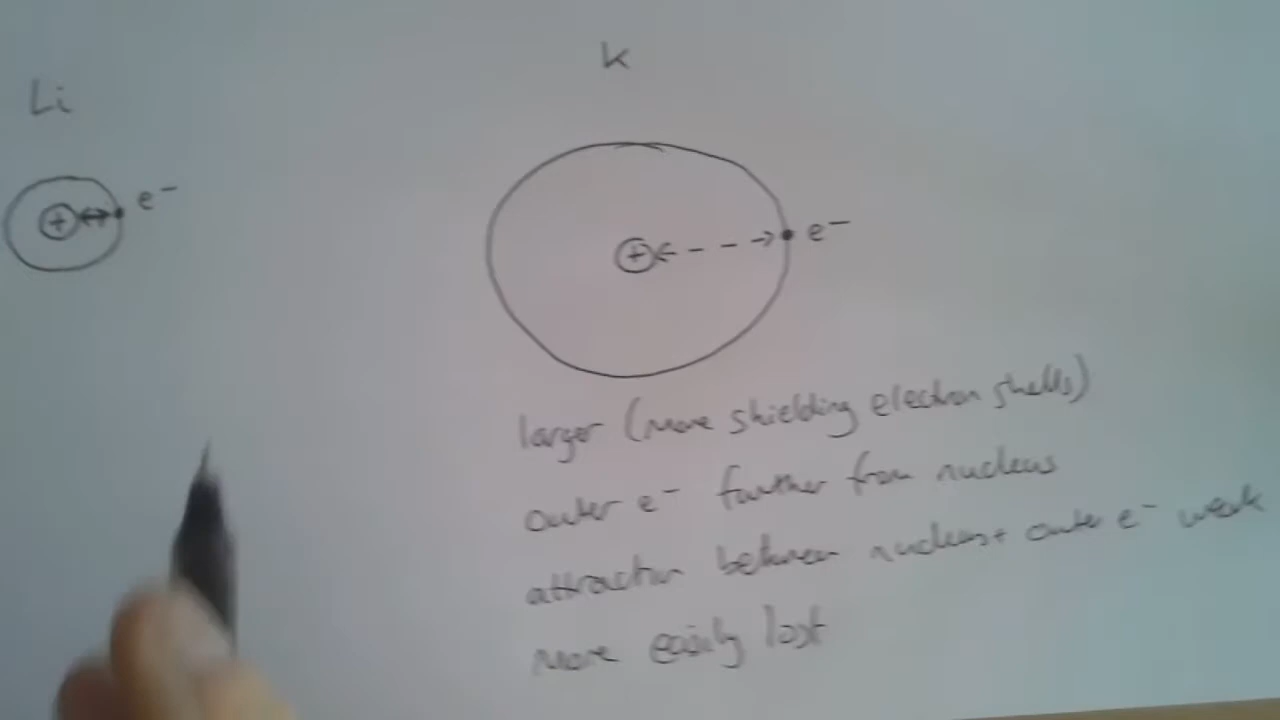 Li
K
+
e-
+
e-
larger (more shielding electron shells)
outer e- further from nucleus
attraction between nucleus + outer e- weak
more easily lost